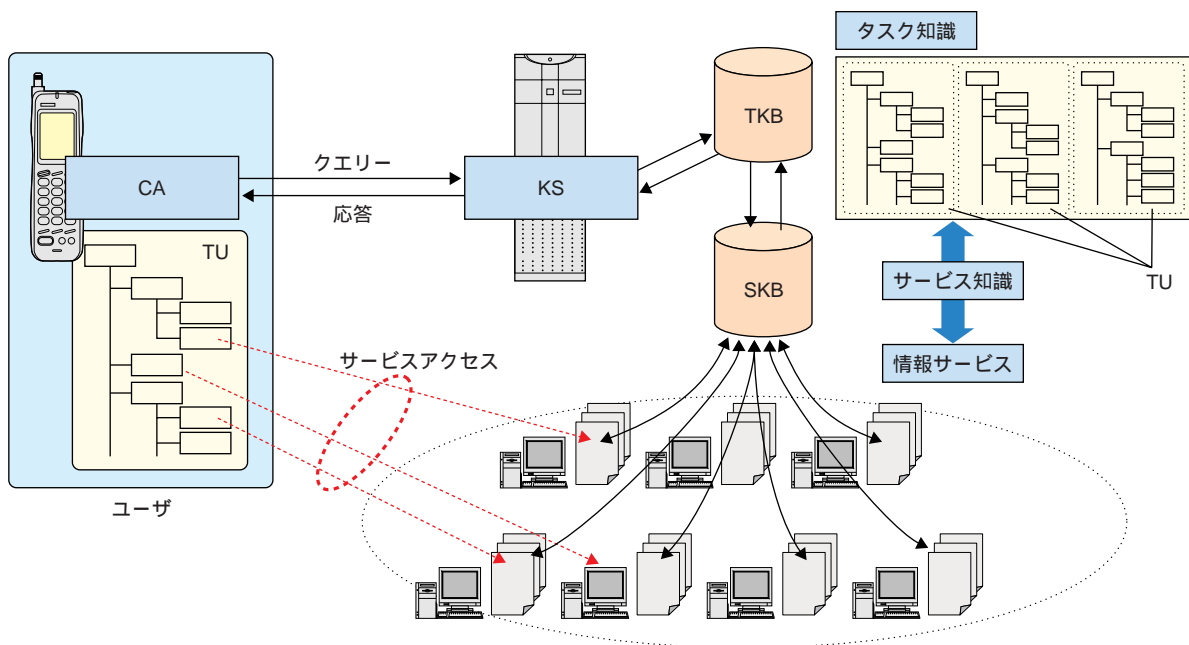 タスク知識
TKB
クエリー
CA
KS
応答
TU
SKB
サービス知識
TU
サービスアクセス
情報サービス
ユーザ